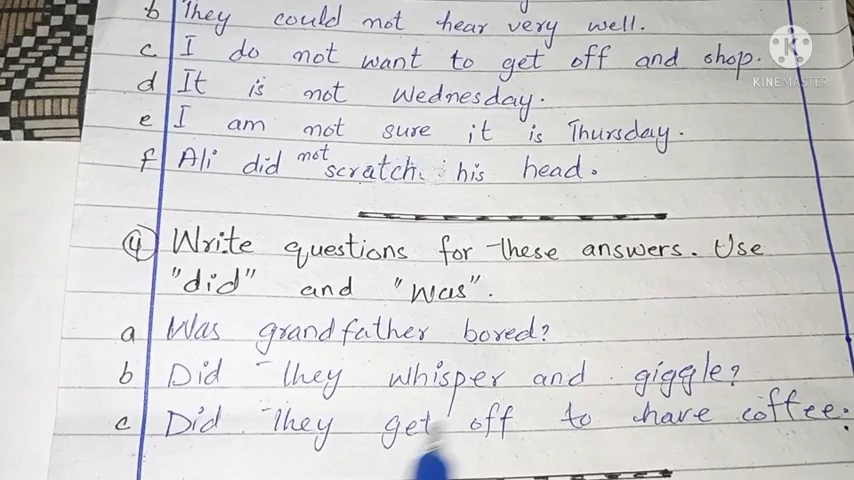 b They could not hear very well.
c I do not want to get off and shop.
d It is not Wednesday.
e I am not sure it is Thursday.
f Ali did not scratch his head.
4 Write questions for these answers. Use
"did" and "was".
a Was grandfather bored?
b Did they whisper and giggle?
c Did They get off to have coffee?
K
KINEMASTER